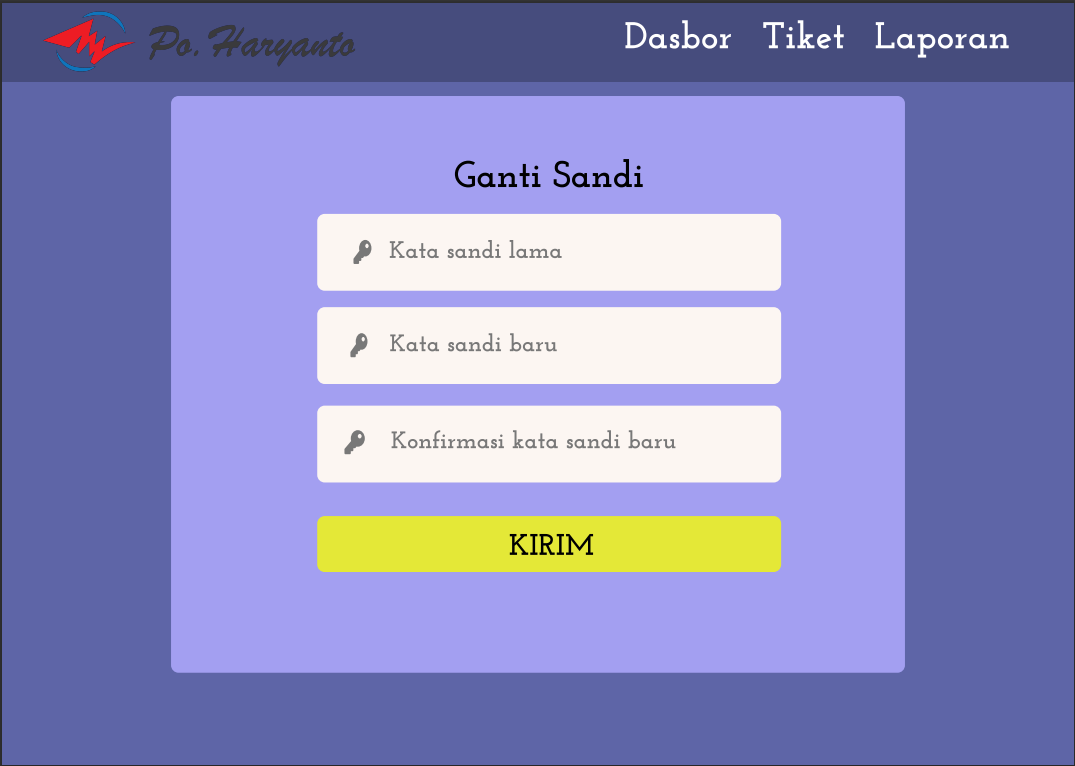 Po. Haryanto
Dasbor Tiket Laporan
Ganti Sandi
Kata sandi lama
Kata sandi baru
Konfirmasi kata sandi baru
KIRIM